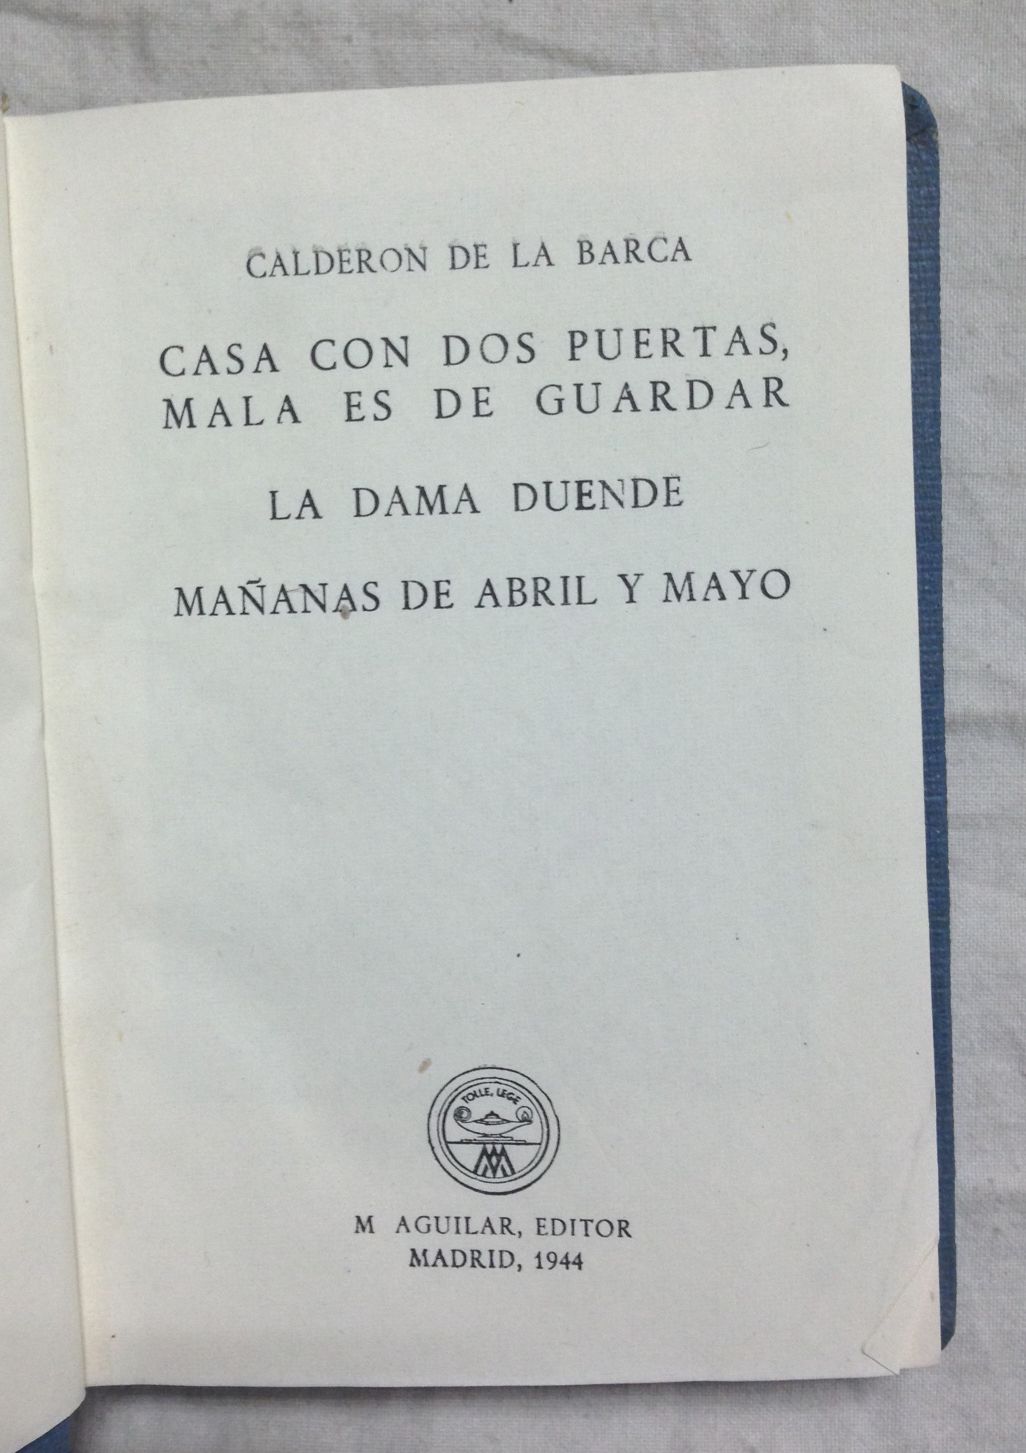 CALDERON DE LA BARCA
CASA CON DOS PUERTAS,
MALA ES DE GUARDAR
LA DAMA DUENDE
MAÑANAS DE ABRIL Y MAYO
TOLLE, LEGE
M AGUILAR, EDITOR
MADRID, 1944